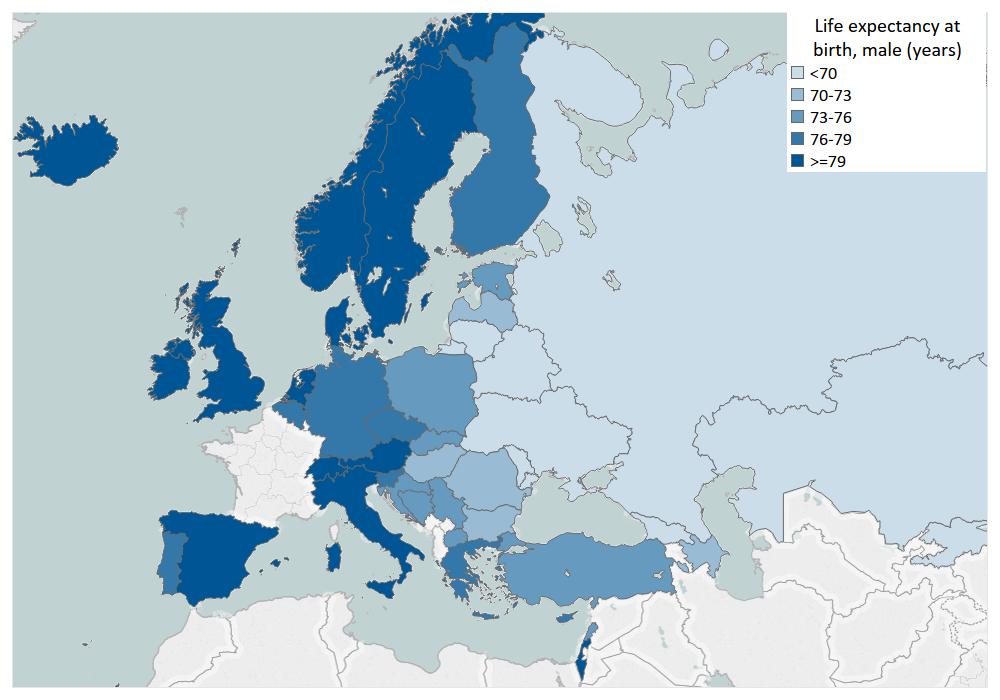 Life expectancy at
birth, male (years)
<70
70-73
73-76
76-79
>=79